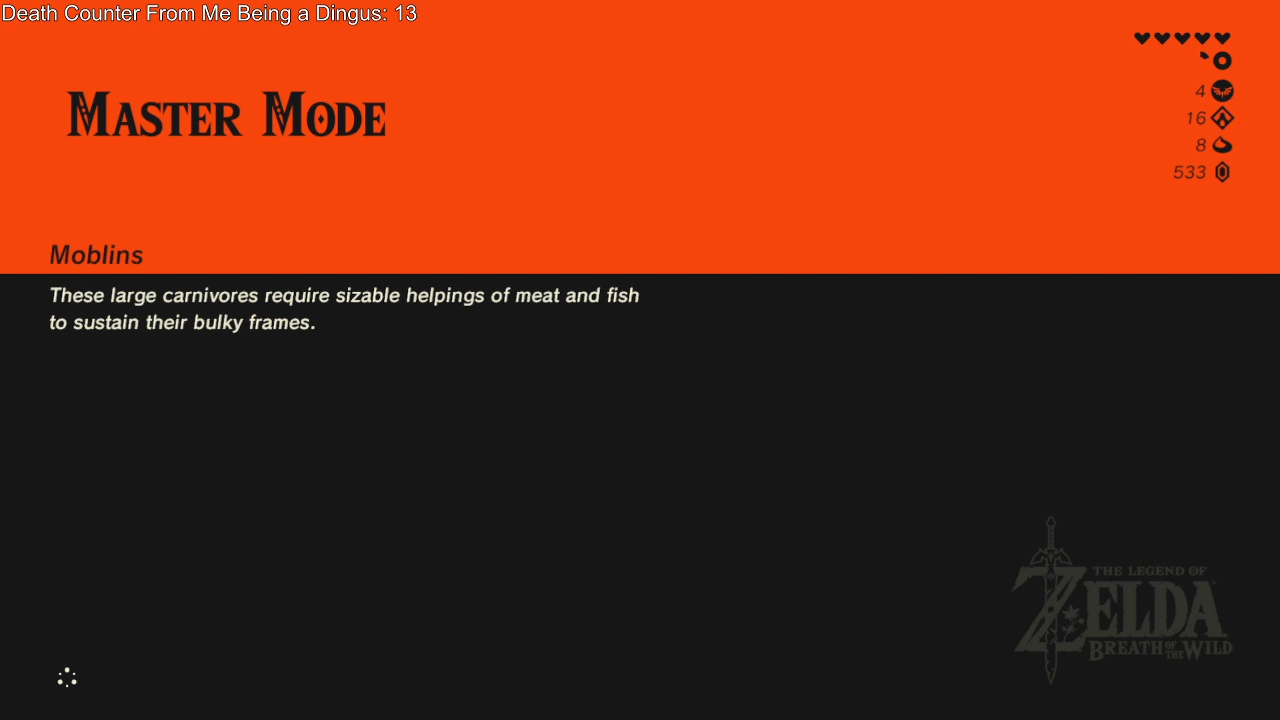 Death Counter From Me Being a Dingus: 13
Master Mode
4
16
8
533
Moblins
These large carnivores require sizable helpings of meat and fish
to sustain their bulky frames.
THE LEGEND OF
ZELDA
BREATH OF THE WILD